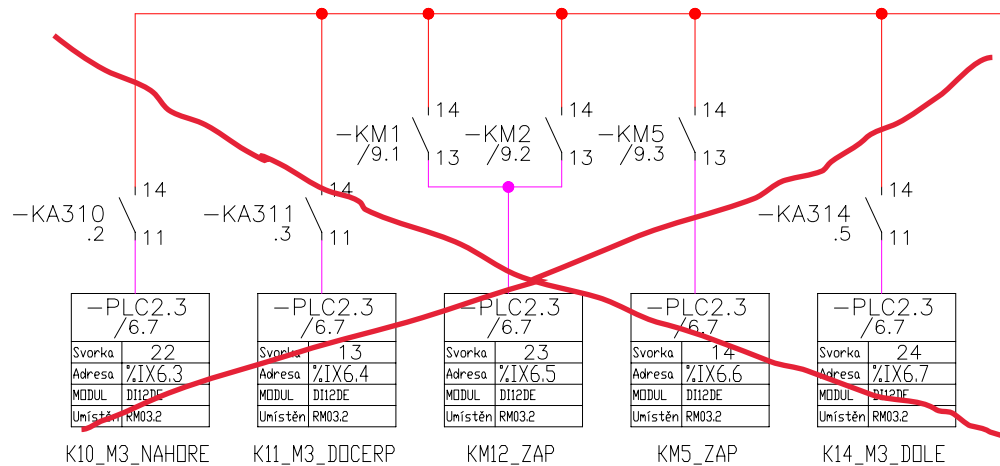 14 14 14
-KM1 -KM2 -KM5
/9.1 13 /9.2 13 /9.3 13
14 14 14
-KA310 -KA311 -KA314
.2 11 .3 11 .5 11
-PLC2.3 -PLC2.3 -PLC2.3 -PLC2.3 -PLC2.3
/6.7 /6.7 /6.7 /6.7 /6.7
Svorka 22 Svorka 13 Svorka 23 Svorka 14 Svorka 24
Adresa %IX6.3 Adresa %IX6.4 Adresa %IX6.5 Adresa %IX6.6 Adresa %IX6.7
MODUL DI12DE MODUL DI12DE MODUL DI12DE MODUL DI12DE MODUL DI12DE
Umístěn RM03.2 Umístěn RM03.2 Umístěn RM03.2 Umístěn RM03.2 Umístěn RM03.2
K10_M3_NAHORE K11_M3_DOCERP KM12_ZAP KM5_ZAP K14_M3_DOLE